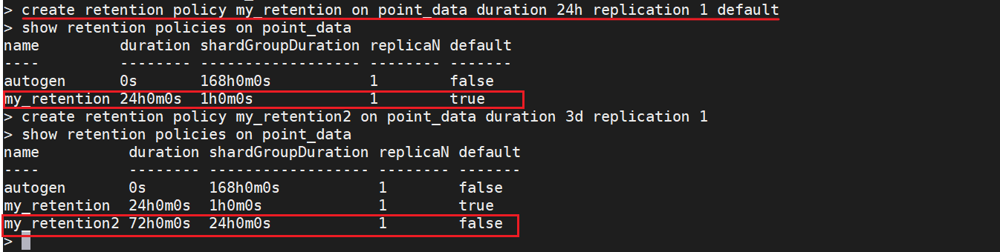 > create retention policy my_retention on point_data duration 24h replication 1 default
> show retention policies on point_data
name         duration shardGroupDuration replicaN default
----         -------- ------------------ -------- -------
autogen      0s       168h0m0s           1        false
my_retention 24h0m0s  1h0m0s             1        true
> create retention policy my_retention2 on point_data duration 3d replication 1
> show retention policies on point_data
name          duration shardGroupDuration replicaN default
----          -------- ------------------ -------- -------
autogen       0s       168h0m0s           1        false
my_retention  24h0m0s  1h0m0s             1        true
my_retention2 72h0m0s  24h0m0s            1        false
>